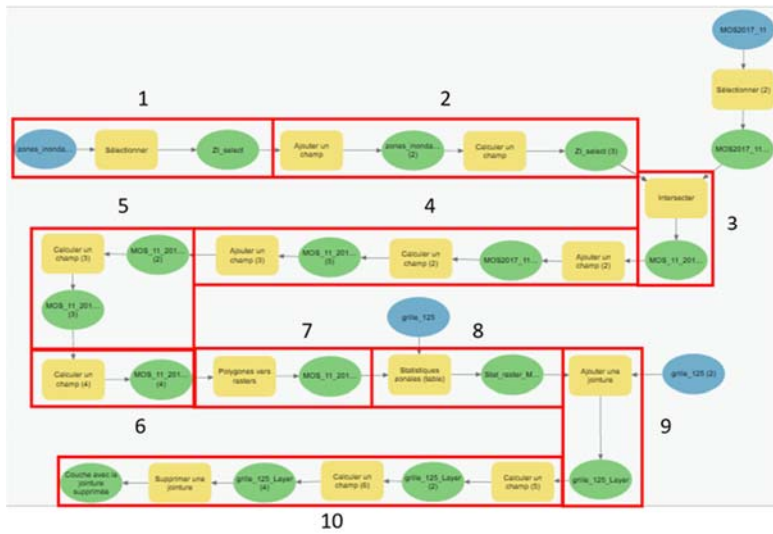 MOS2017_11
Sélectionner (2)
MOS2017_11...
1
2
zones_inonda...
Sélectionner
ZI_select
Ajouter un
champ
zones_inonda...
(2)
Calculer un
champ
ZI_select (3)
Intersecter
3
MOS_11_201...
5
4
Calculer un
champ (3)
MOS_11_201...
(2)
Ajouter un
champ (3)
MOS_11_201...
(5)
Calculer un
champ (2)
MOS2017_11...
Ajouter un
champ (2)
MOS_11_201...
(3)
grille_125
7
8
Calculer un
champ (4)
MOS_11_201...
(4)
Polygones vers
rasters
MOS_11_201...
Statistiques
zonales (table)
Stat_raster_M...
Ajouter une
jointure
grille_125 (2)
6
9
Couche avec la
jointure
supprimée
Supprimer une
jointure
grille_125_Layer
(4)
Calculer un
champ (6)
grille_125_Layer
(2)
Calculer un
champ (5)
grille_125_Layer
10